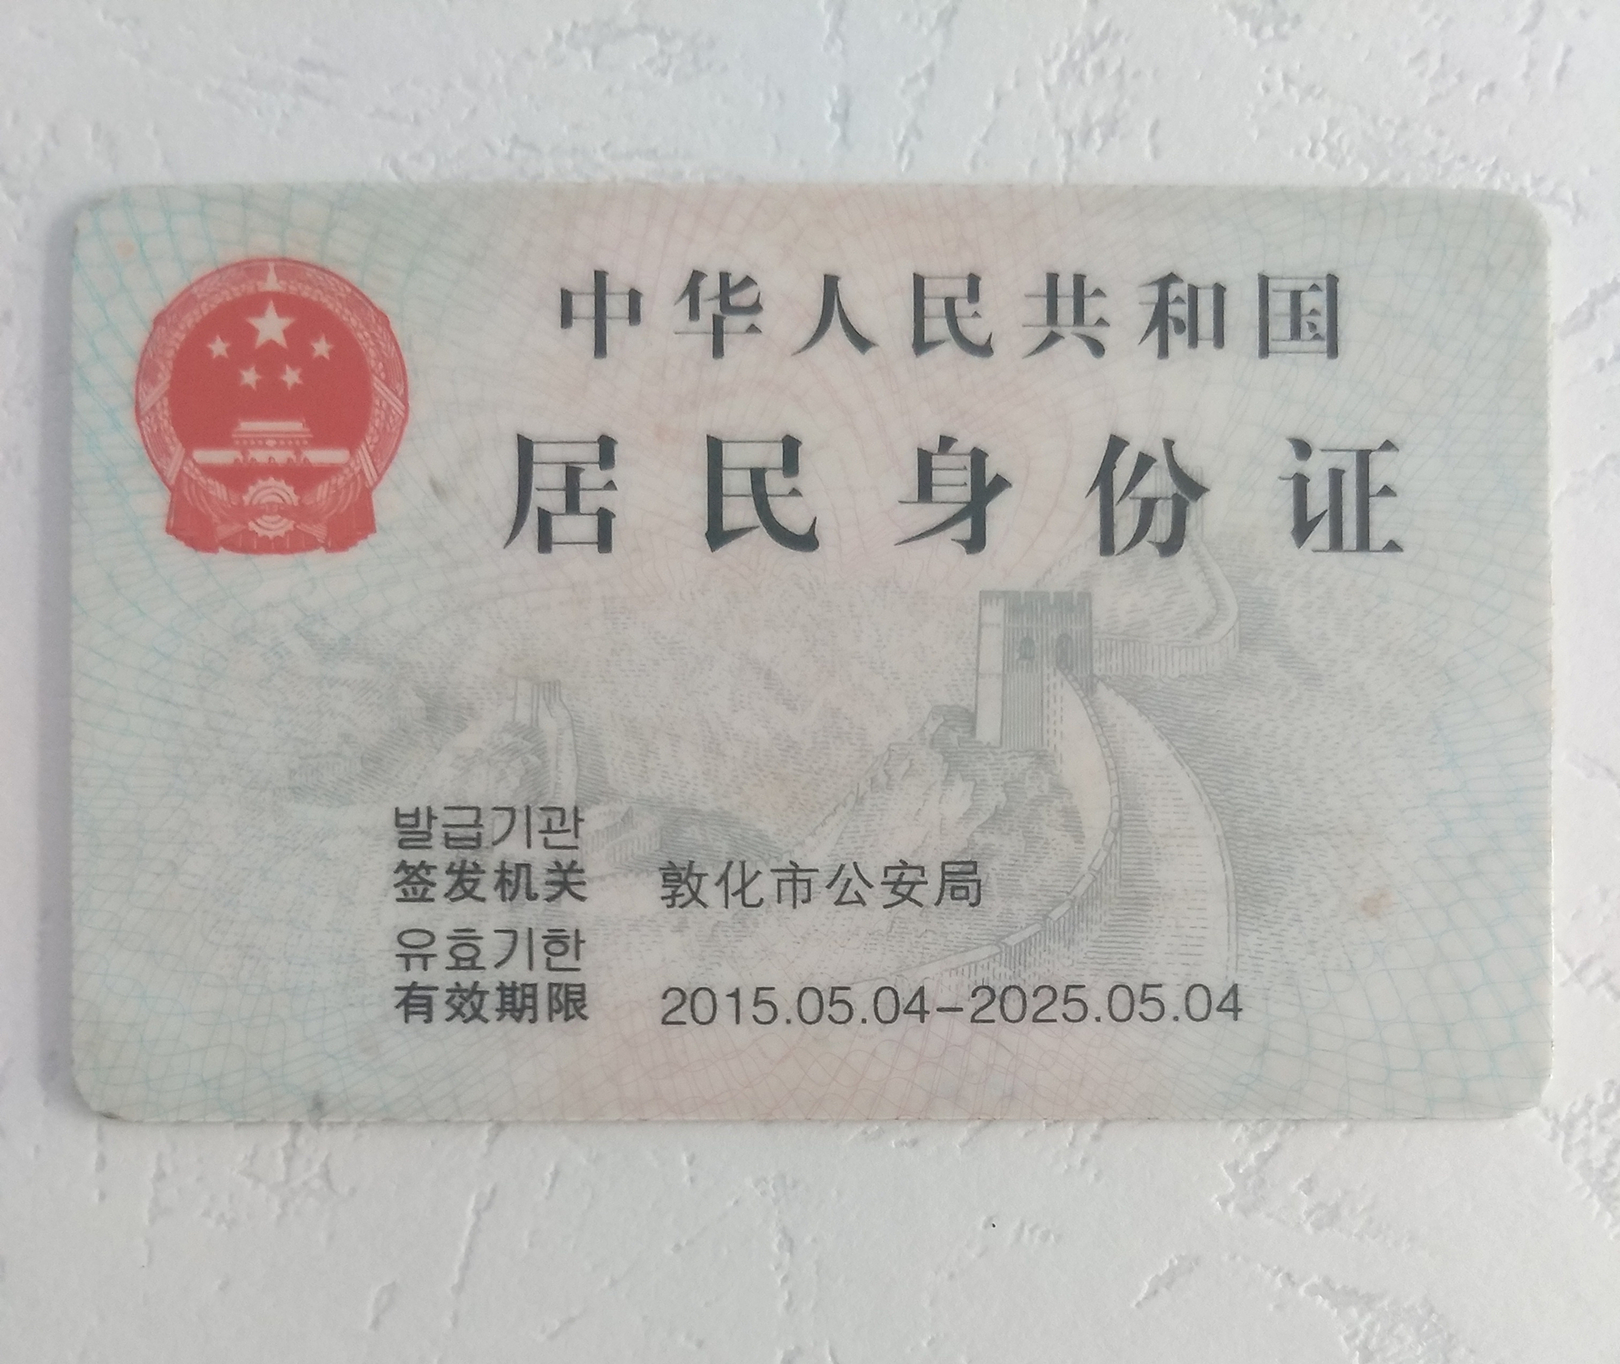 中华人民共和国
居民身份证
발급기관
签发机关 敦化市公安局
유효기한
有效期限 2015.05.04-2025.05.04